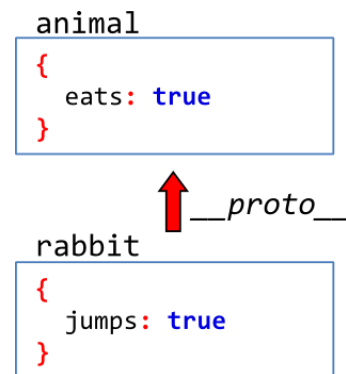 animal
{
eats: true
}
__proto__
rabbit
{
jumps: true
}